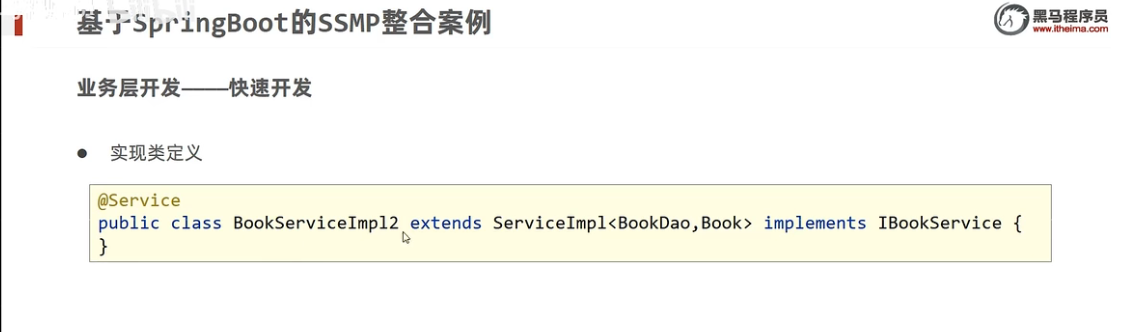 基于SpringBoot的SSMP整合案例
黑马程序员
www.itheima.com
业务层开发——快速开发
● 实现类定义
@Service
public class BookServiceImpl2 extends ServiceImpl<BookDao,Book> implements IBookService {
}